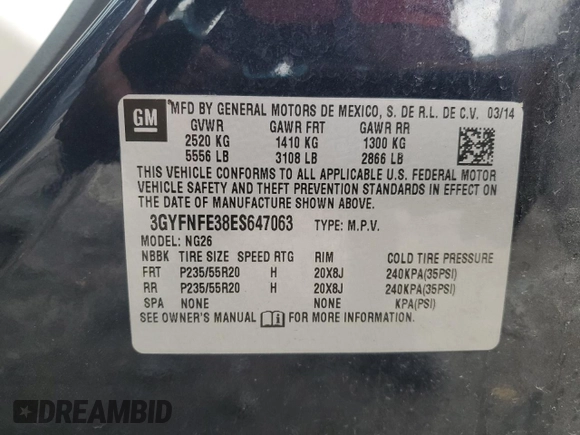 GM
MFD BY GENERAL MOTORS DE MEXICO, S. DE R.L. DE C.V. 03/14
GVWR GAWR FRT GAWR RR
2520 KG 1410 KG 1300 KG
5556 LB 3108 LB 2866 LB
THIS VEHICLE CONFORMS TO ALL APPLICABLE U.S. FEDERAL MOTOR
VEHICLE SAFETY AND THEFT PREVENTION STANDARDS IN EFFECT ON
THE DATE OF MANUFACTURE SHOWN ABOVE.
3GYFNFE38ES647063 TYPE: M.P.V.
MODEL: NG26
NBBK TIRE SIZE SPEED RTG RIM COLD TIRE PRESSURE
FRT P235/55R20 H 20X8J 240KPA(35PSI)
RR P235/55R20 H 20X8J 240KPA(35PSI)
SPA NONE NONE KPA(PSI)
SEE OWNER'S MANUAL FOR MORE INFORMATION
DREAMBID